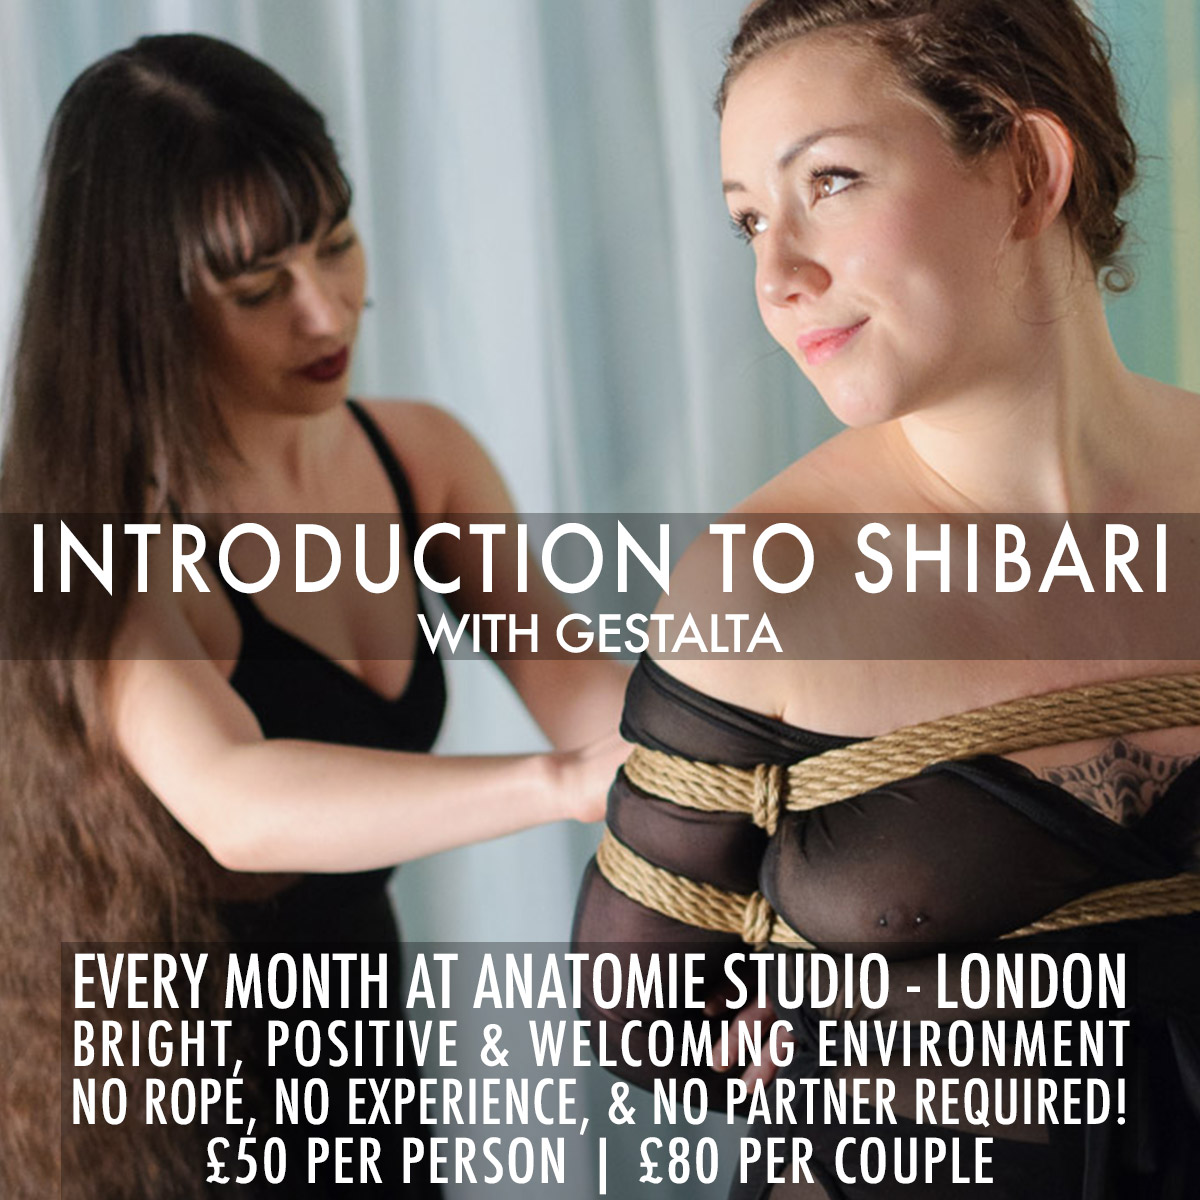 INTRODUCTION TO SHIBARI
WITH GESTALTA
EVERY MONTH AT ANATOMIE STUDIO - LONDON
BRIGHT, POSITIVE & WELCOMING ENVIRONMENT
NO ROPE, NO EXPERIENCE, & NO PARTNER REQUIRED!
£50 PER PERSON | £80 PER COUPLE